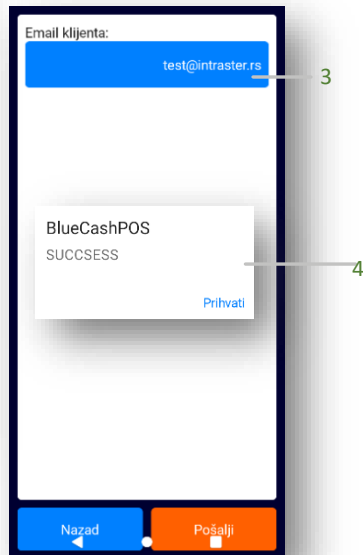 Email klijenta:
test@intraster.rs
3
BlueCashPOS
SUCCSESS
4
Prihvati
Nazad
Pošalji